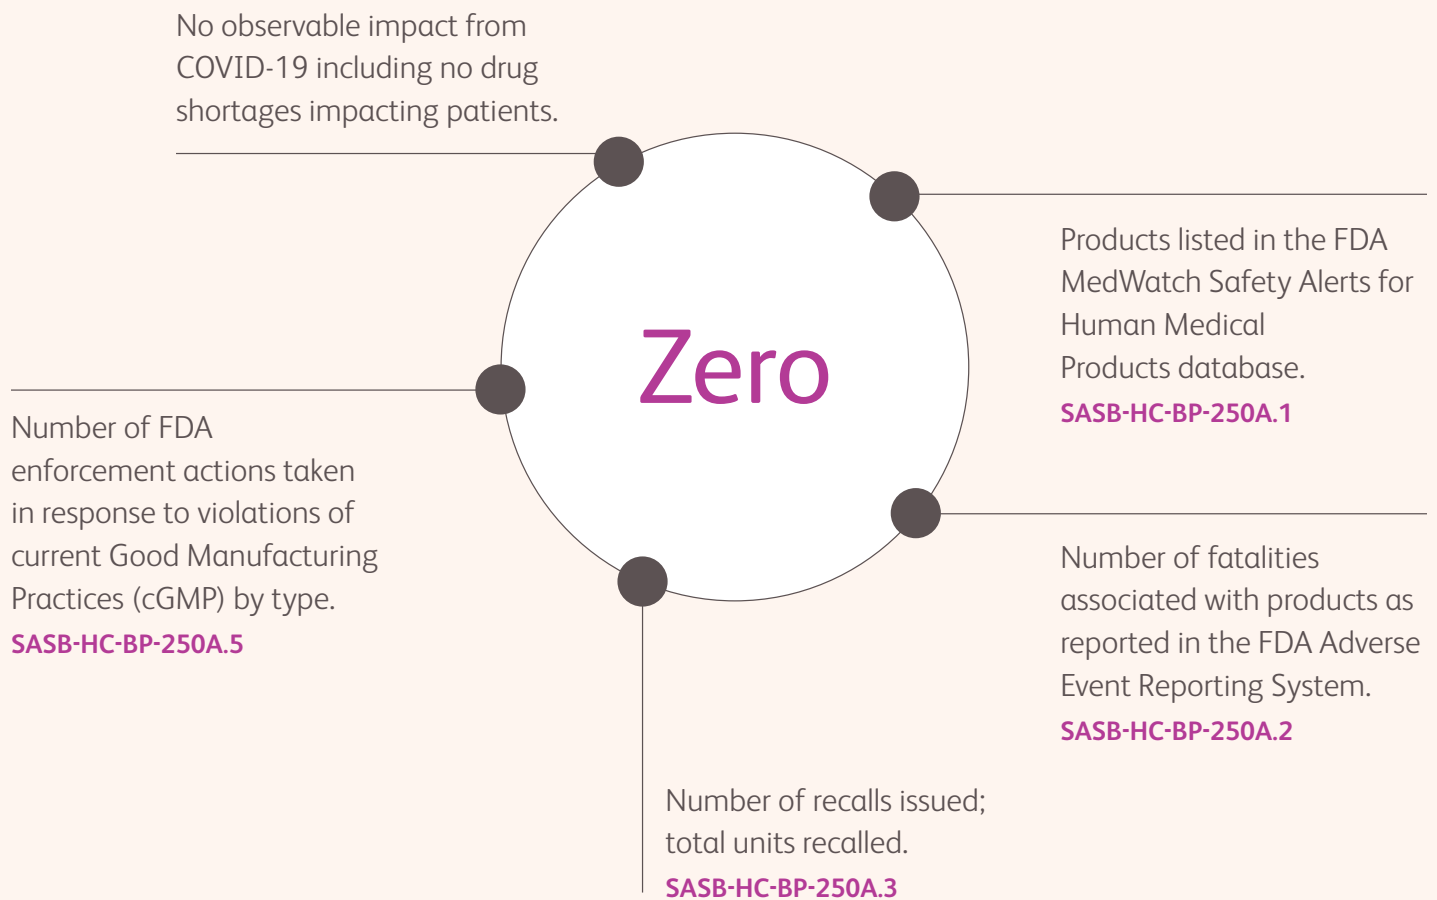 No observable impact from
COVID-19 including no drug
shortages impacting patients.
Zero
Products listed in the FDA
MedWatch Safety Alerts for
Human Medical
Products database.
SASB-HC-BP-250A.1
Number of FDA
enforcement actions taken
in response to violations of
current Good Manufacturing
Practices (cGMP) by type.
SASB-HC-BP-250A.5
Number of fatalities
associated with products as
reported in the FDA Adverse
Event Reporting System.
SASB-HC-BP-250A.2
Number of recalls issued;
total units recalled.
SASB-HC-BP-250A.3